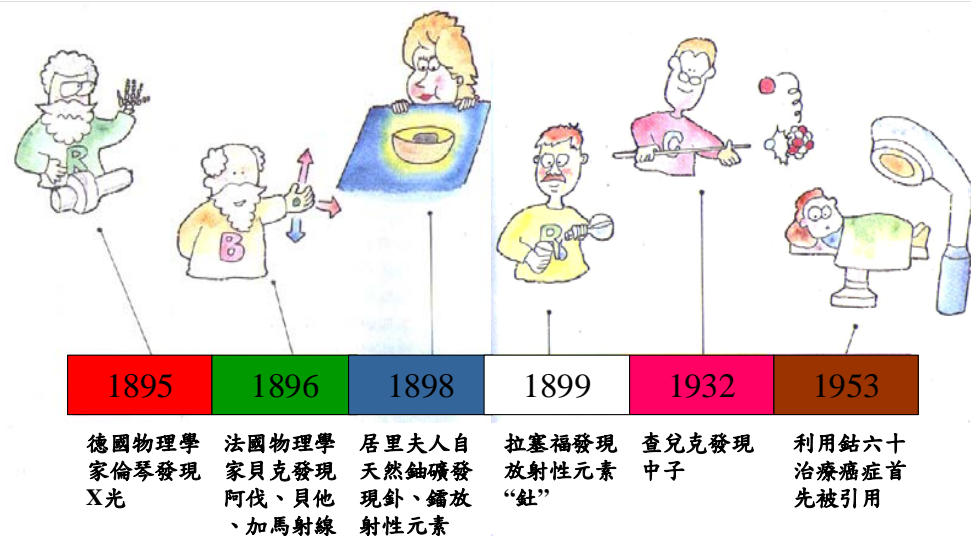 R
B
C
R
1895
1896
1898
1899
1932
1953
德國物理學
家倫琴發現
X光
法國物理學
家貝克發現
阿伐、貝他
、加馬射線
居里夫人自
天然鈾礦發
現釙、鐳放
射性元素
拉塞福發現
放射性元素
“釷”
查兌克發現
中子
利用鈷六十
治療癌症首
先被引用